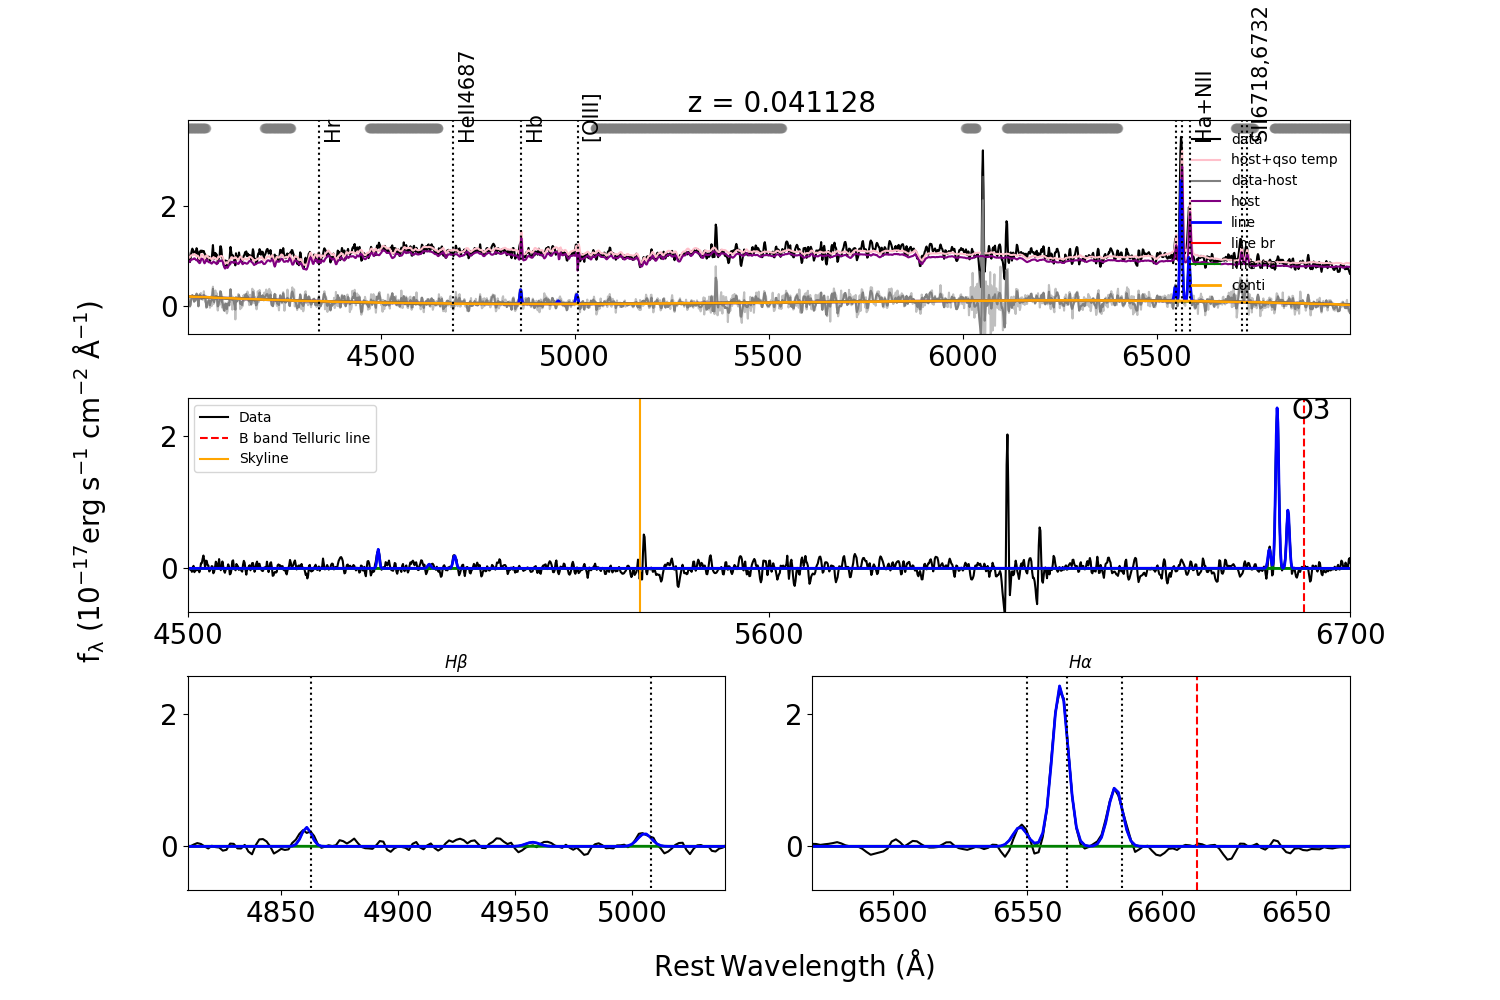 z = 0.041128
Hr
HeII4687
Hb
[OIII]
Ha+NII
SII6718,6732
data
host+qso temp
data-host
host
line
line br
conti
2
0
4500
5000
5500
6000
6500
fλ (10⁻¹⁷erg s⁻¹ cm⁻² Å⁻¹)
Data
B band Telluric line
Skyline
O3
2
0
4500
5600
6700
Hβ
2
0
4850
4900
4950
5000
Hα
2
0
6500
6550
6600
6650
Rest Wavelength (Å)